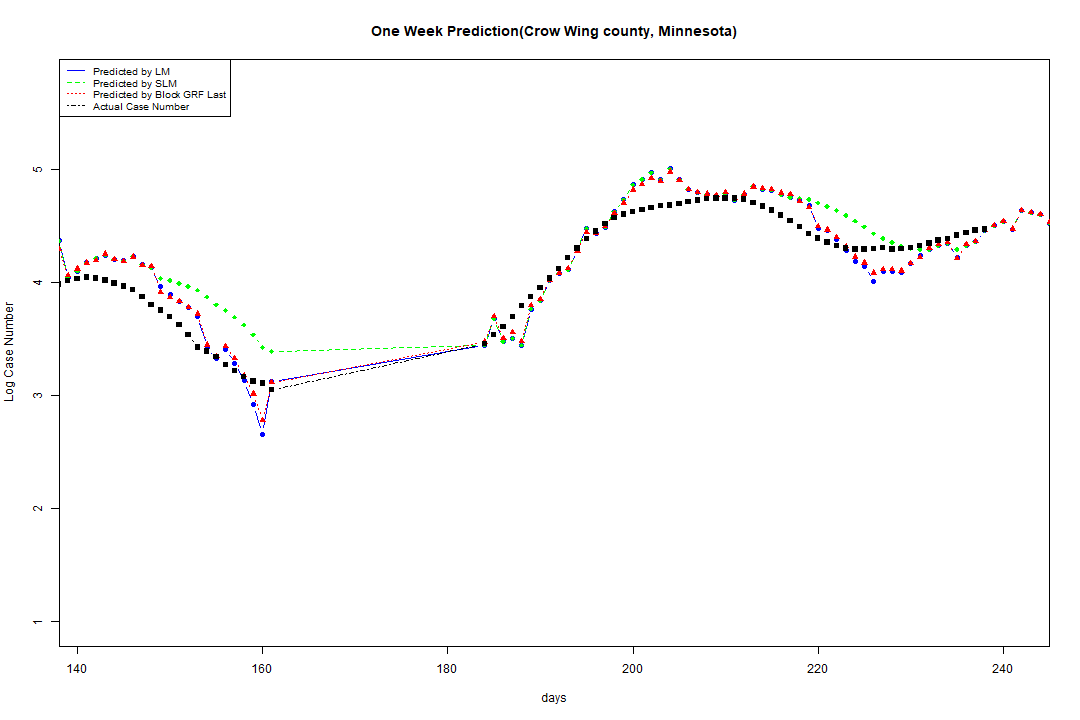 One Week Prediction(Crow Wing county, Minnesota)
Predicted by LM
Predicted by SLM
Predicted by Block GRF Last
Actual Case Number
5
4
3
2
1
Log Case Number
140 160 180 200 220 240
days